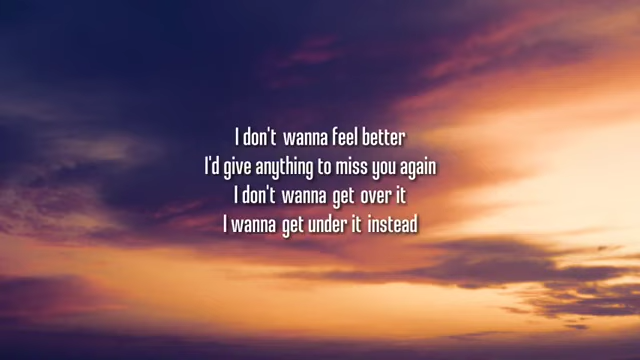 I don't wanna feel better
I'd give anything to miss you again
I don't wanna get over it
I wanna get under it instead